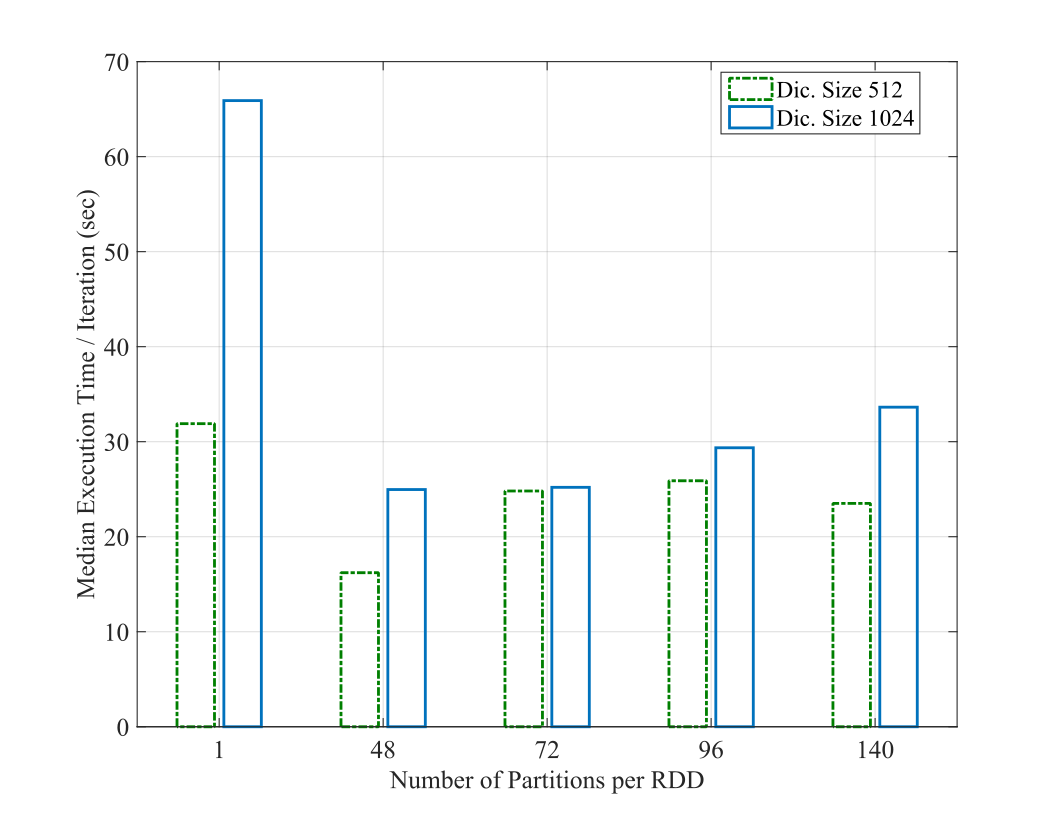 70
60
50
40
30
20
10
0
Median Execution Time / Iteration (sec)
Dic. Size 512
Dic. Size 1024
1 48 72 96 140
Number of Partitions per RDD